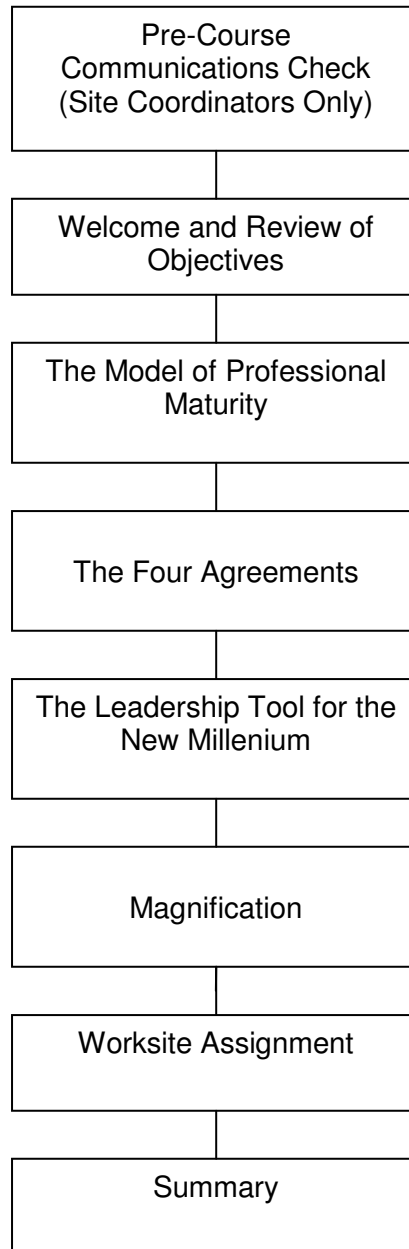 Pre-Course
Communications Check
(Site Coordinators Only)
Welcome and Review of
Objectives
The Model of Professional
Maturity
The Four Agreements
The Leadership Tool for the
New Millenium
Magnification
Worksite Assignment
Summary